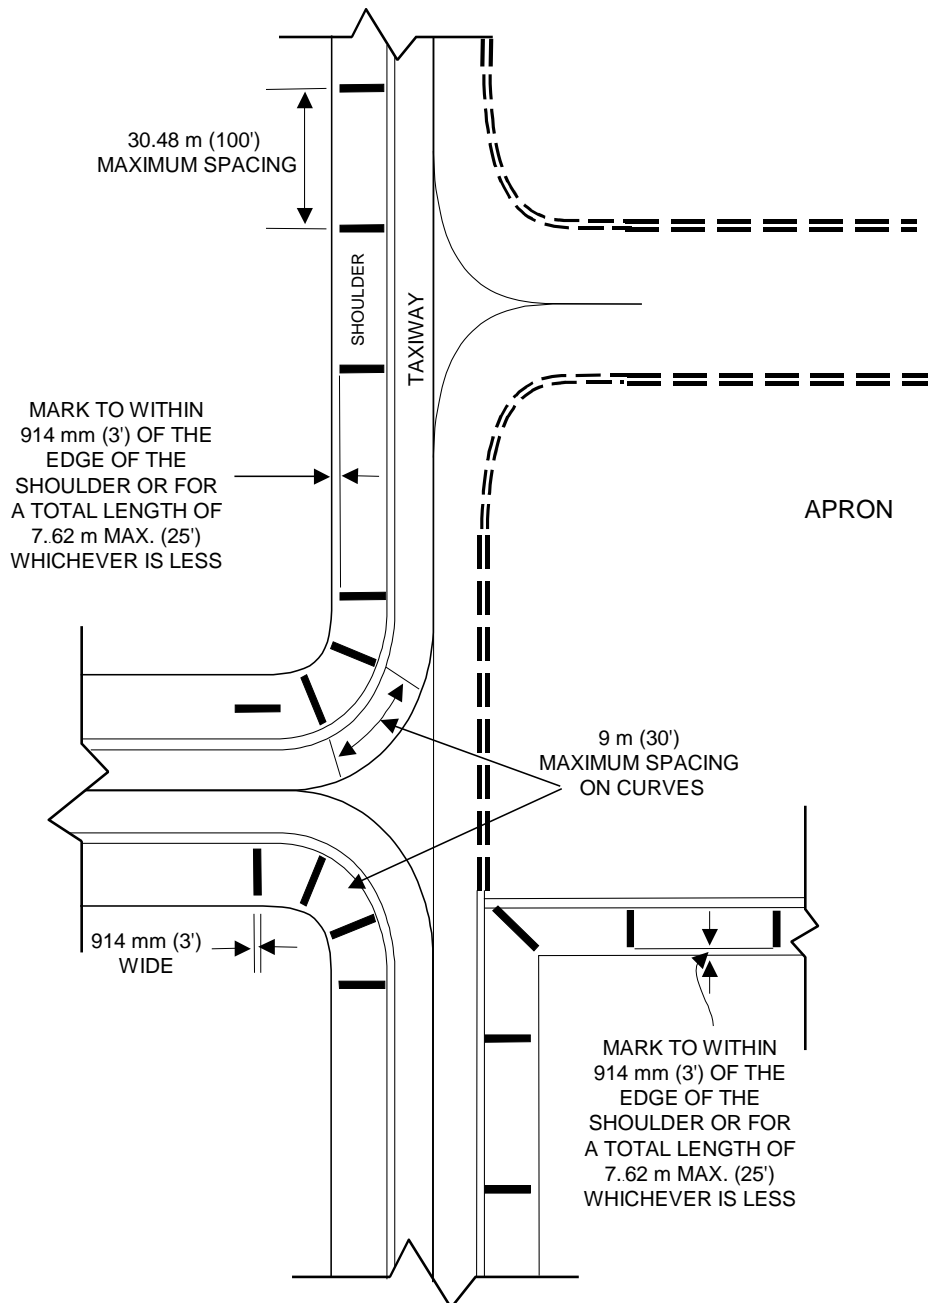 30.48 m (100')
MAXIMUM SPACING
SHOULDER
TAXIWAY
MARK TO WITHIN
914 mm (3') OF THE
EDGE OF THE
SHOULDER OR FOR
A TOTAL LENGTH OF
7.62 m MAX. (25')
WHICHEVER IS LESS
APRON
9 m (30')
MAXIMUM SPACING
ON CURVES
914 mm (3')
WIDE
MARK TO WITHIN
914 mm (3') OF THE
EDGE OF THE
SHOULDER OR FOR
A TOTAL LENGTH OF
7.62 m MAX. (25')
WHICHEVER IS LESS